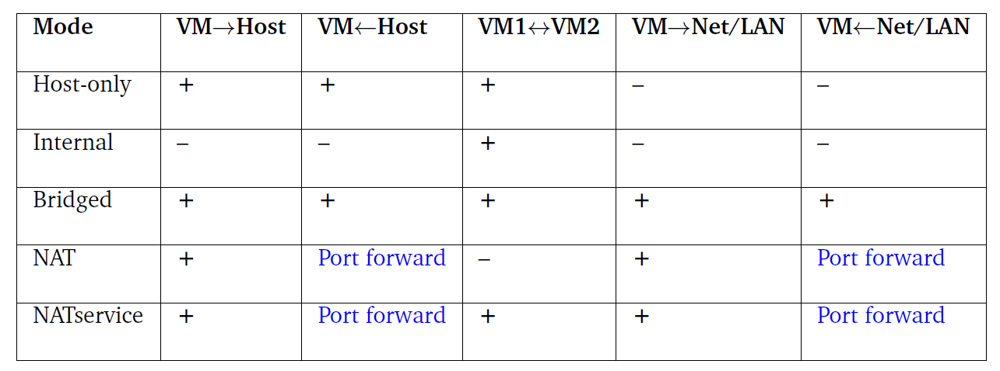 Mode VM→Host VM←Host VM1↔VM2 VM→Net/LAN VM←Net/LAN
Host-only + + + – –
Internal – – + – –
Bridged + + + + +
NAT + Port forward – + Port forward
NATservice + Port forward + + Port forward